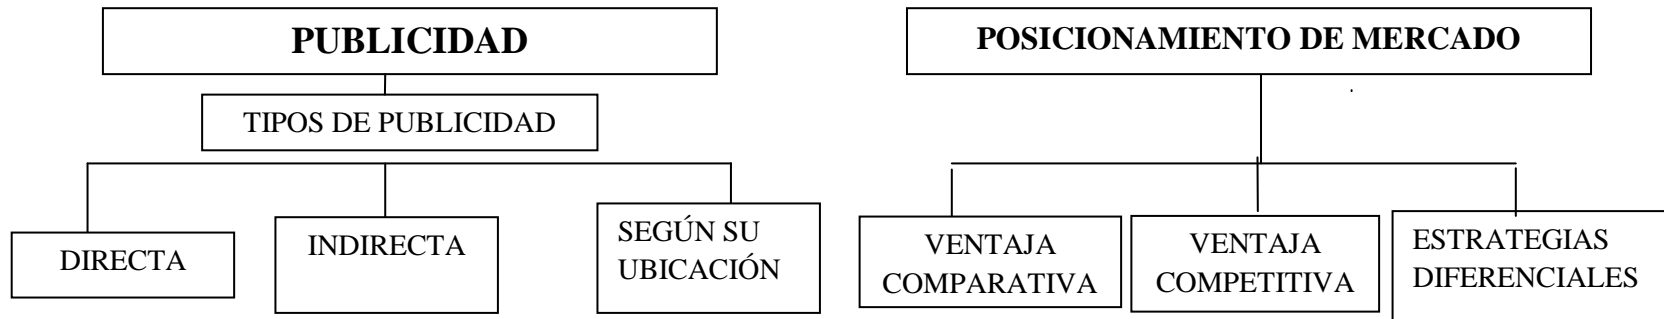 PUBLICIDAD
TIPOS DE PUBLICIDAD
DIRECTA
INDIRECTA
SEGÚN SU
UBICACIÓN
POSICIONAMIENTO DE MERCADO
VENTAJA
COMPARATIVA
VENTAJA
COMPETITIVA
ESTRATEGIAS
DIFERENCIALES